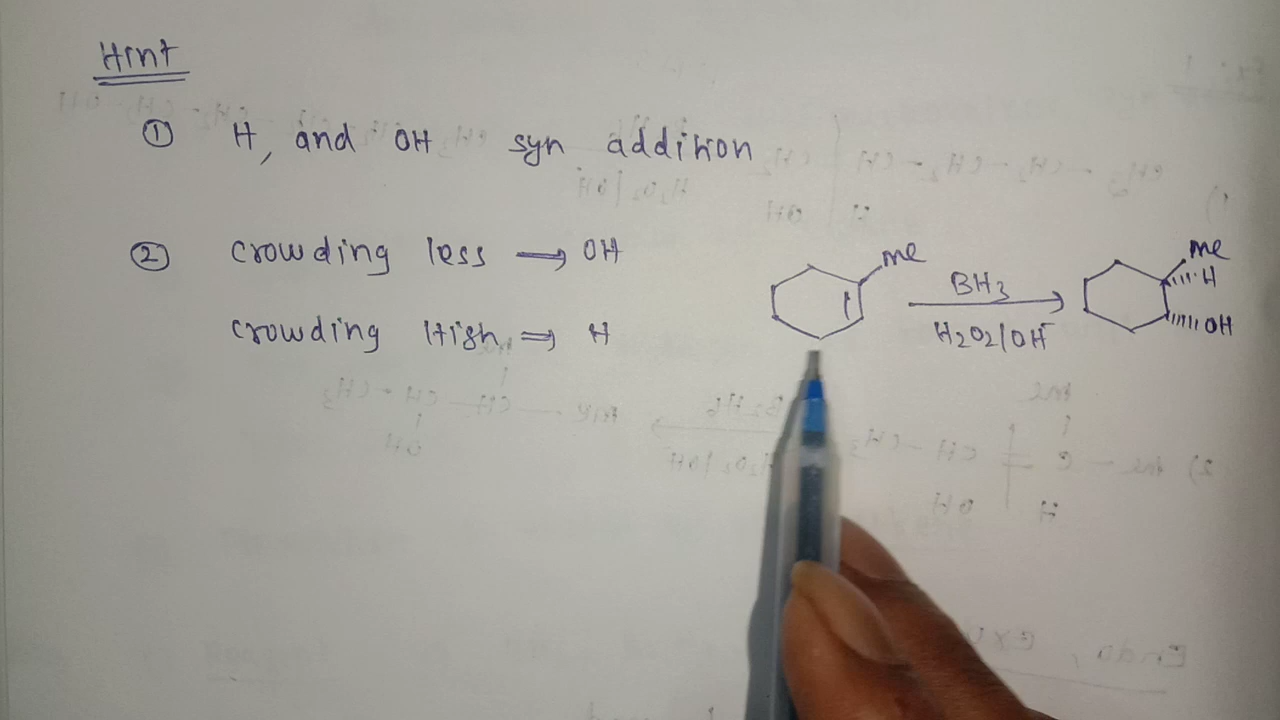 Hint
① H, and OH syn addition
② crowding less → OH
crowding High ⇒ H
me
BH3
H2O2/OH⁻
me
H
OH